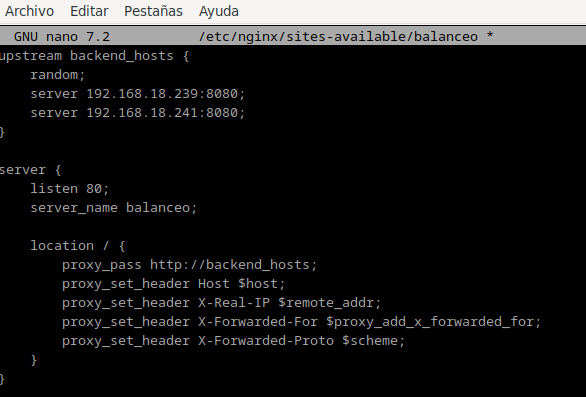 Archivo Editar Pestañas Ayuda
GNU nano 7.2 /etc/nginx/sites-available/balanceo *
upstream backend_hosts {
    random;
    server 192.168.18.239:8080;
    server 192.168.18.241:8080;
}

server {
    listen 80;
    server_name balanceo;

    location / {
        proxy_pass http://backend_hosts;
        proxy_set_header Host $host;
        proxy_set_header X-Real-IP $remote_addr;
        proxy_set_header X-Forwarded-For $proxy_add_x_forwarded_for;
        proxy_set_header X-Forwarded-Proto $scheme;
    }
}